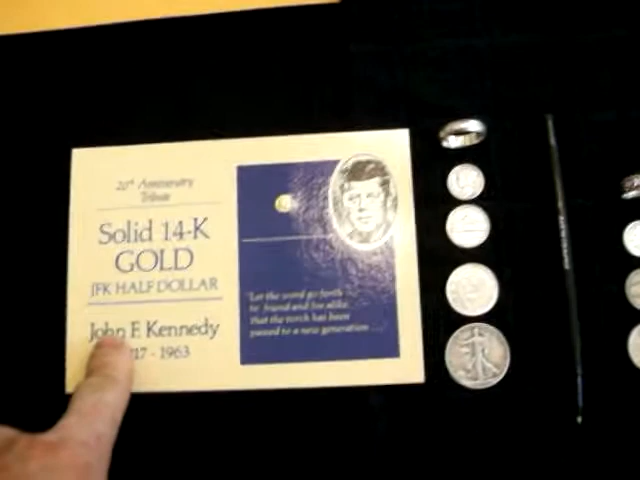 20th Anniversary
Tribute
Solid 14-K
GOLD
JFK HALF DOLLAR
John F. Kennedy
17 - 1963
"Let the word go forth
to friend and foe alike
that the torch has been
passed to a new generation ..."